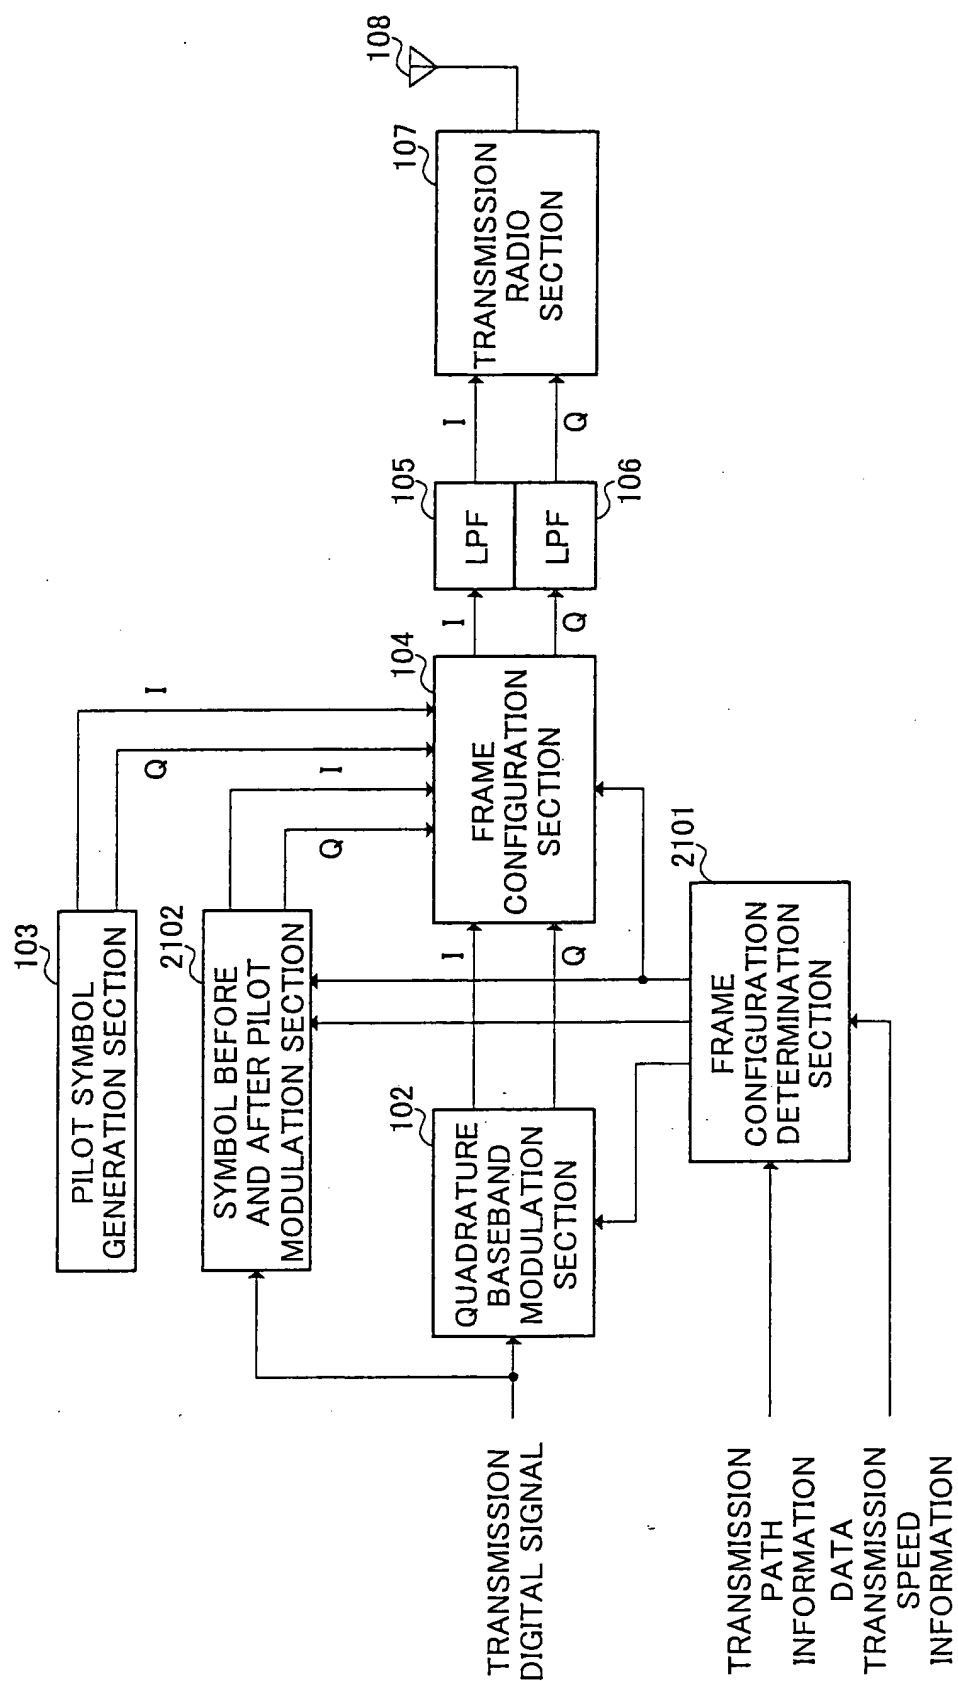 103
PILOT SYMBOL
GENERATION SECTION
I
Q
2102
SYMBOL BEFORE
AND AFTER PILOT
MODULATION SECTION
I
Q
TRANSMISSION
DIGITAL SIGNAL
102
QUADRATURE
BASEBAND
MODULATION
SECTION
I
Q
104
FRAME
CONFIGURATION
SECTION
I
Q
105
LPF
LPF
106
I
Q
107
TRANSMISSION
RADIO
SECTION
108
2101
FRAME
CONFIGURATION
DETERMINATION
SECTION
TRANSMISSION
PATH
INFORMATION
DATA
TRANSMISSION
SPEED
INFORMATION